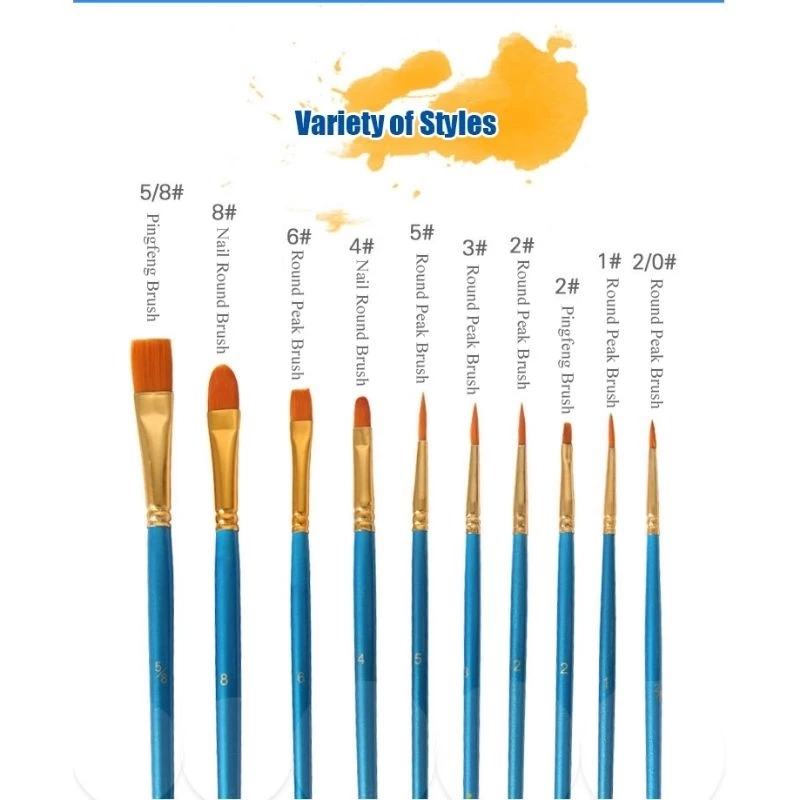 Variety of Styles
5/8#
Pingfeng Brush
8#
Nail Round Brush
6#
Round Peak Brush
4#
Nail Round Brush
5#
Round Peak Brush
3#
Round Peak Brush
2#
Round Peak Brush
2#
Pingfeng Brush
1#
Round Peak Brush
2/0#
Round Peak Brush
5/8
8
6
4
5
3
2
2
1